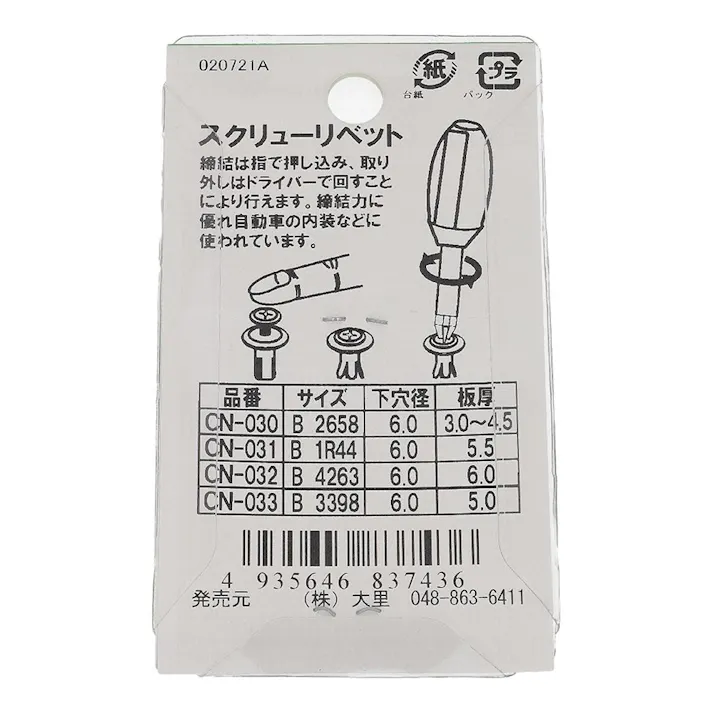 020721A
紙
台紙
プラ
パック
スクリューリベット
締結は指で押し込み、取り
外しはドライバーで回すこと
により行えます。締結力に
優れ自動車の内装などに
使われています。
品番 サイズ 下穴径 板厚
CN-030 B 2658 6.0 3.0〜4.5
CN-031 B 1R44 6.0 5.5
CN-032 B 4263 6.0 6.0
CN-033 B 3398 6.0 5.0
4 935646 837436
発売元 (株) 大里 048-863-6411